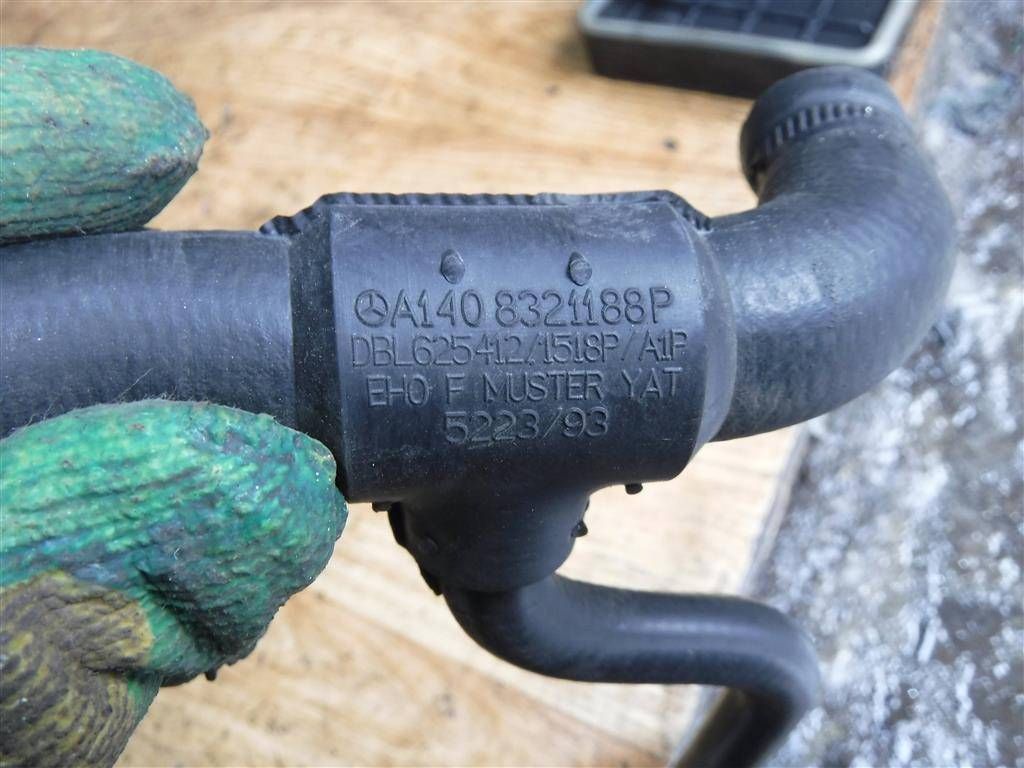 A140 8321188P
DBL625412/1518P/A1P
EHO F MUSTER YAT
5223/93